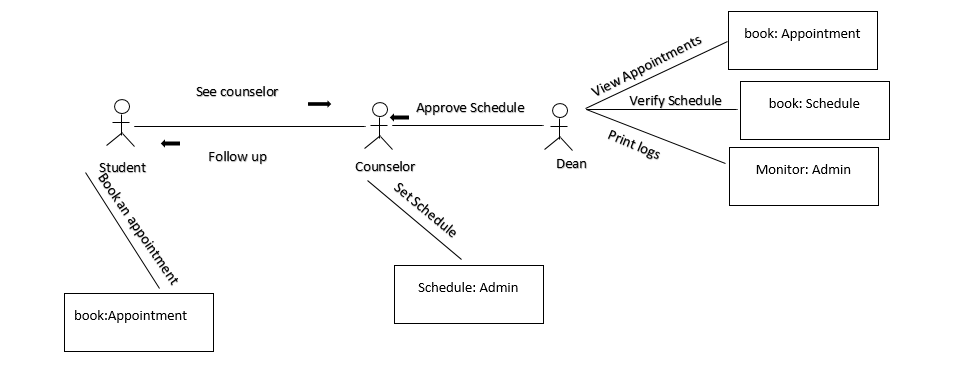 book: Appointment
View Appointments
See counselor
Approve Schedule
Verify Schedule
book: Schedule
Print logs
Follow up
Student
Counselor
Dean
Monitor: Admin
Book an appointment
Set Schedule
Schedule: Admin
book:Appointment